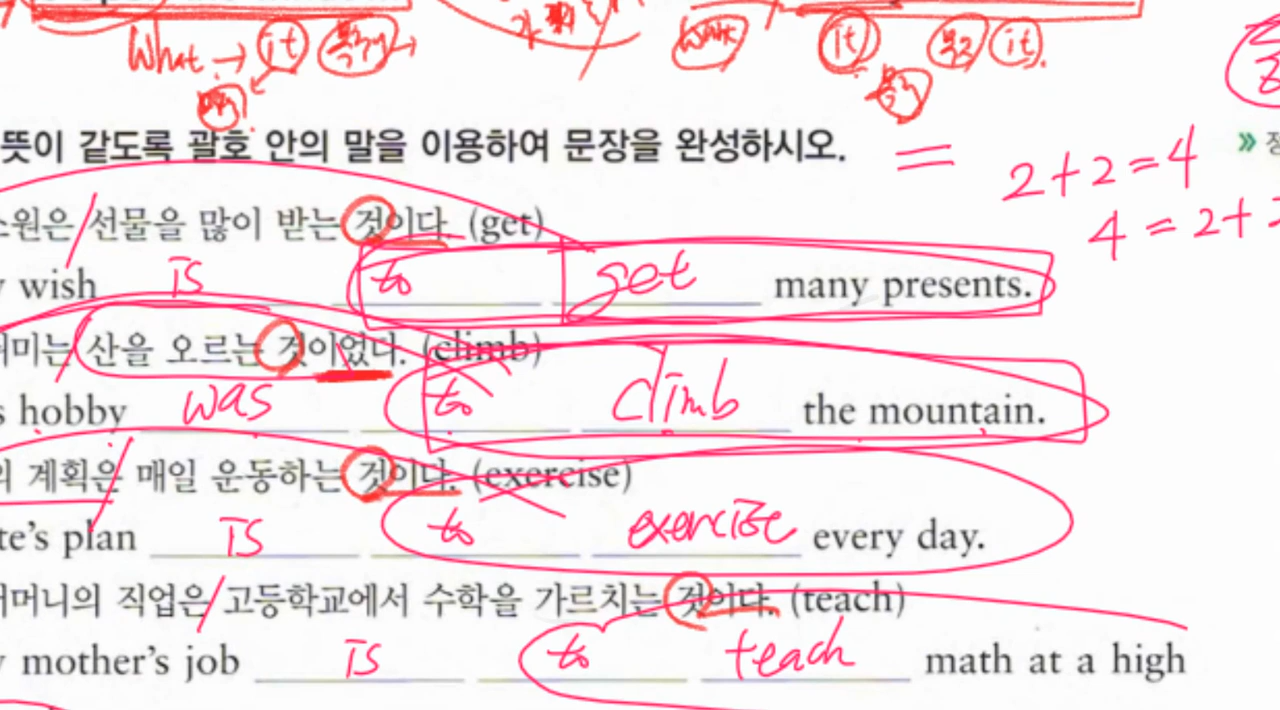 What → it
what it it
뜻이 같도록 괄호 안의 말을 이용하여 문장을 완성하시오.
=
2+2=4
4=2+
소원은 선물을 많이 받는 것이다. (get)
wish is to get many presents.
산을 오르는 것이었다. (climb)
hobby was to climb the mountain.
계획은 매일 운동하는 것이다. (exercise)
te's plan is to exercise every day.
어머니의 직업은 고등학교에서 수학을 가르치는 것이다. (teach)
mother's job is to teach math at a high